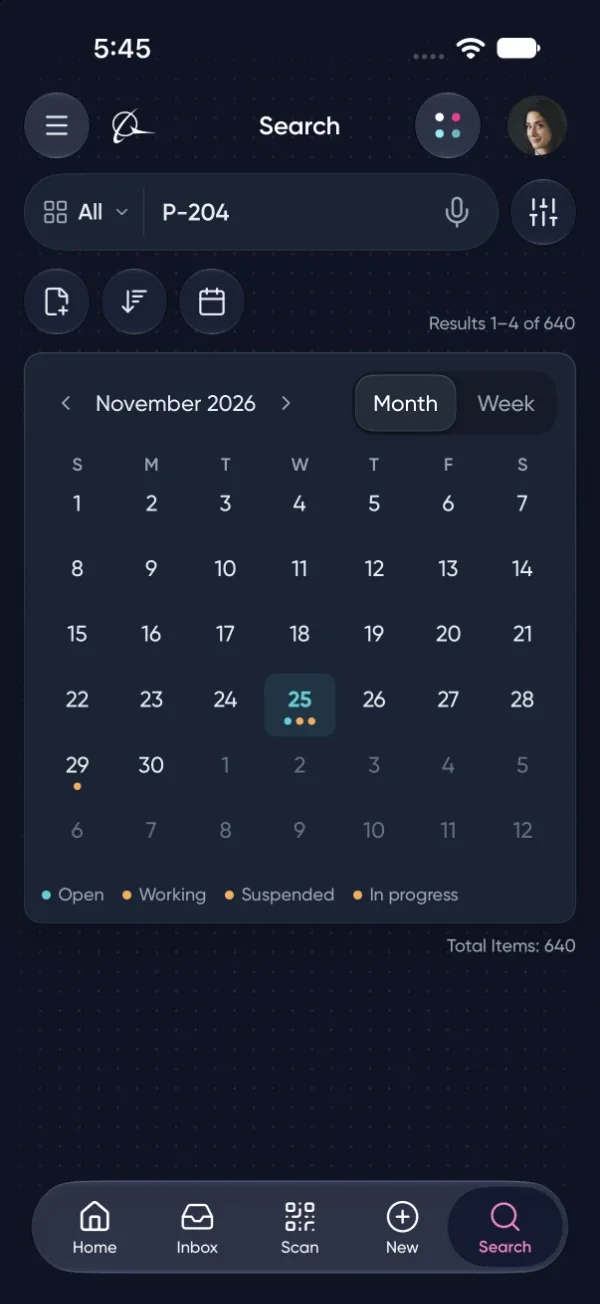 5:45
Search
All P-204
Results 1–4 of 640
November 2026 Month Week
S M T W T F S
1 2 3 4 5 6 7
8 9 10 11 12 13 14
15 16 17 18 19 20 21
22 23 24 25 26 27 28
29 30 1 2 3 4 5
6 7 8 9 10 11 12
Open Working Suspended In progress
Total Items: 640
Home Inbox Scan New Search